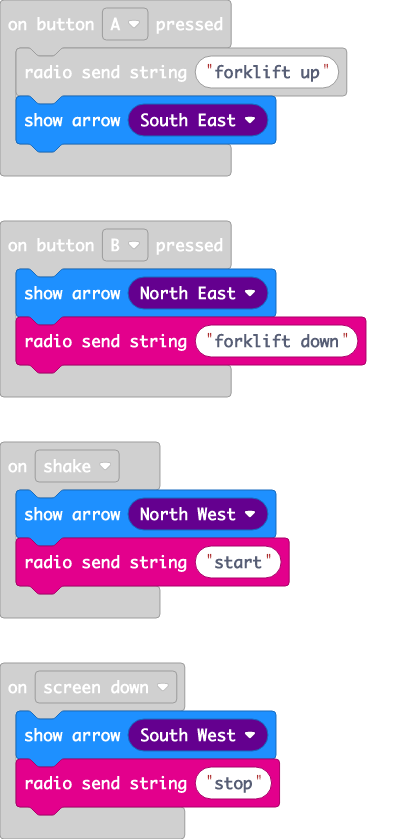 on button A pressed
radio send string "forklift up"
show arrow South East
on button B pressed
show arrow North East
radio send string "forklift down"
on shake
show arrow North West
radio send string "start"
on screen down
show arrow South West
radio send string "stop"